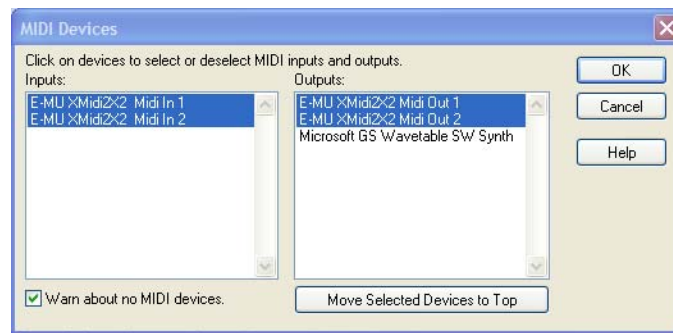 MIDI Devices
Click on devices to select or deselect MIDI inputs and outputs.
Inputs:
Outputs:
E-MU XMidi2X2 Midi In 1
E-MU XMidi2X2 Midi In 2
E-MU XMidi2X2 Midi Out 1
E-MU XMidi2X2 Midi Out 2
Microsoft GS Wavetable SW Synth
OK
Cancel
Help
Warn about no MIDI devices.
Move Selected Devices to Top